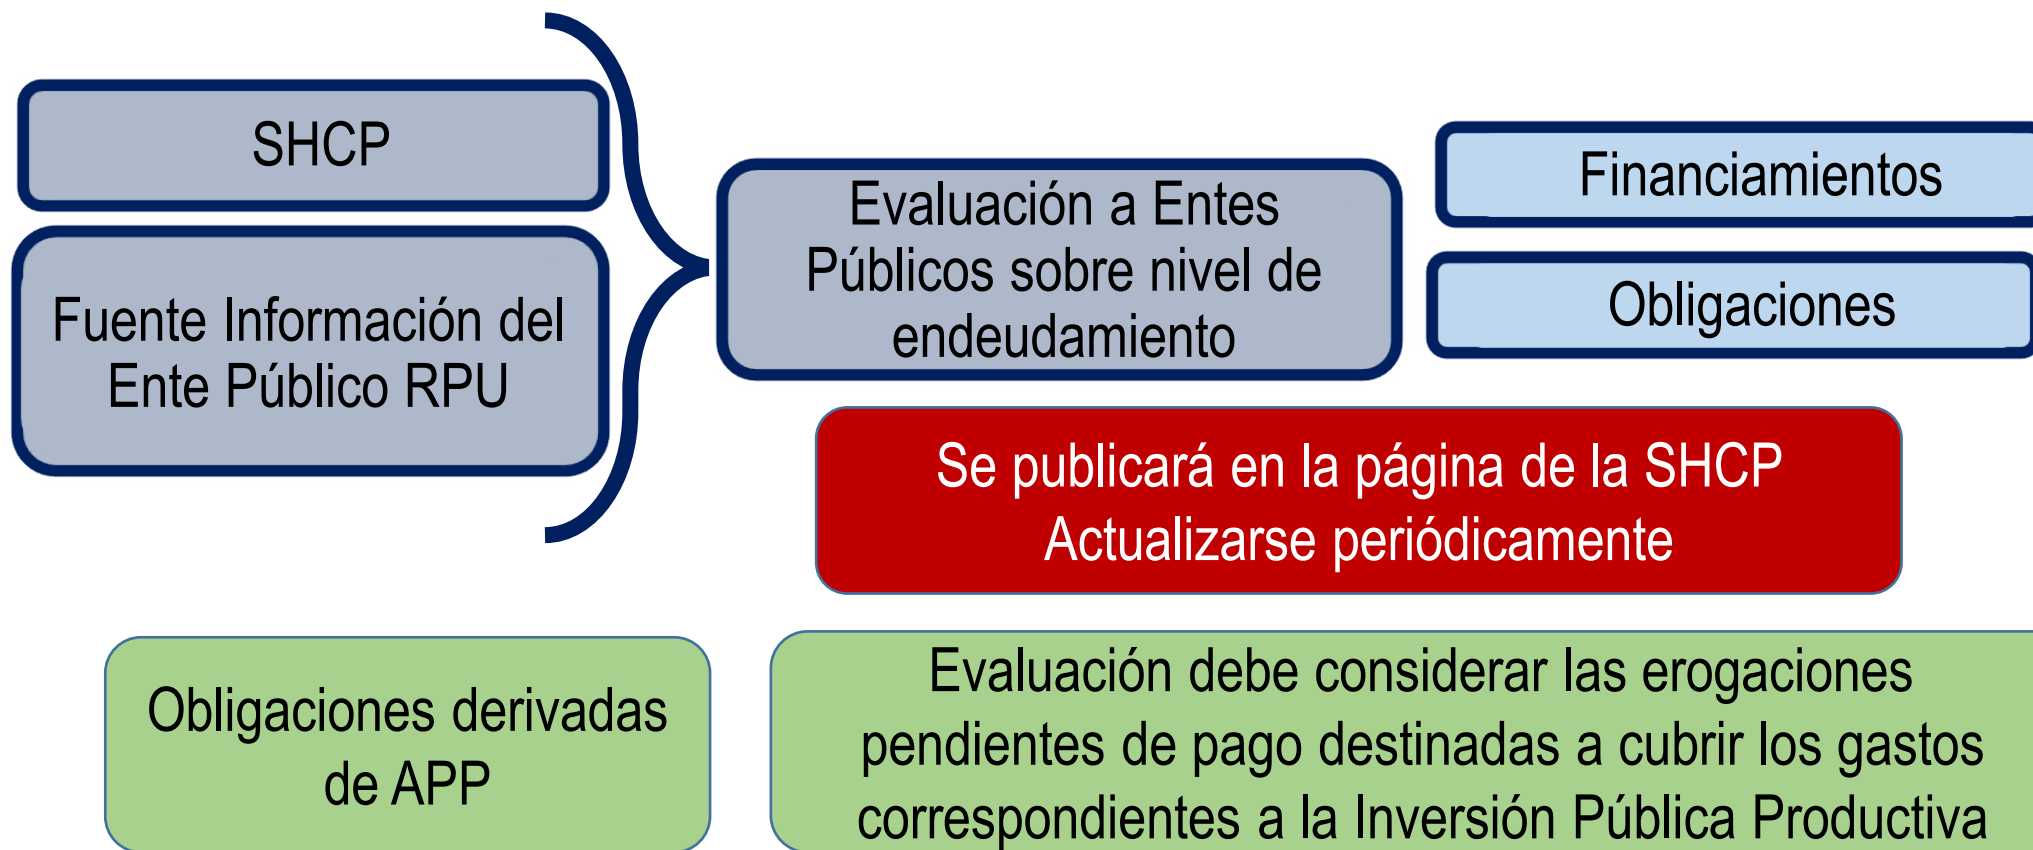 SHCP
Fuente Información del
Ente Público RPU
Evaluación a Entes
Públicos sobre nivel de
endeudamiento
Financiamientos
Obligaciones
Se publicará en la página de la SHCP
Actualizarse periódicamente
Obligaciones derivadas
de APP
Evaluación debe considerar las erogaciones
pendientes de pago destinadas a cubrir los gastos
correspondientes a la Inversión Pública Productiva